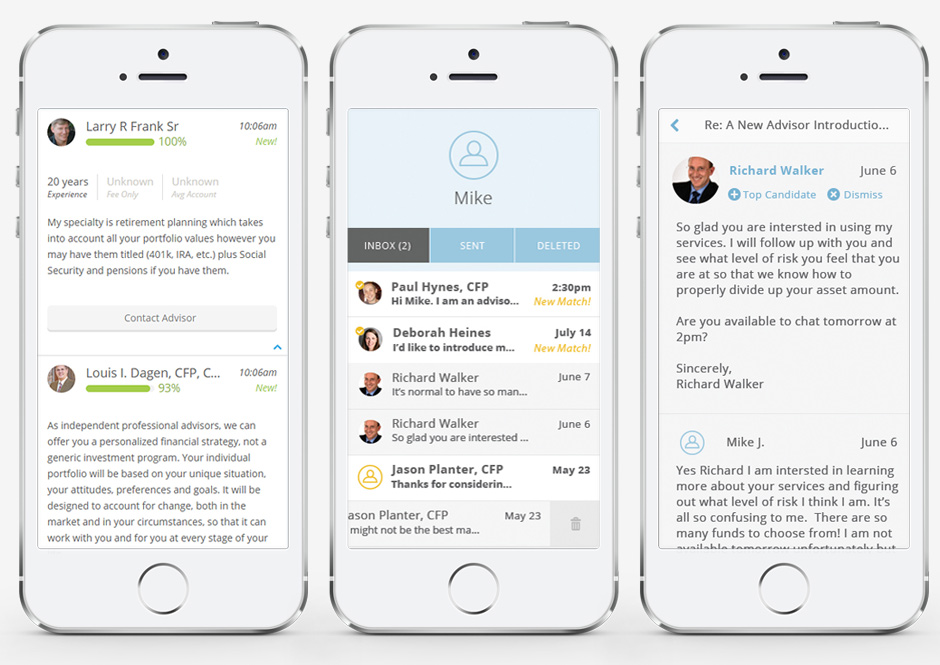 Larry R Frank Sr
10:06am
100%
New!
20 years
Experience
Unknown
Fee Only
Unknown
Avg Account
My specialty is retirement planning which takes
into account all your portfolio values however you
may have them titled (401k, IRA, etc.) plus Social
Security and pensions if you have them.
Contact Advisor
Louis I. Dagen, CFP, C...
10:06am
93%
New!
As independent professional advisors, we can
offer you a personalized financial strategy, not a
generic investment program. Your individual
portfolio will be based on your unique situation,
your attitudes, preferences and goals. It will be
designed to account for change, both in the
market and in your circumstances, so that it can
work with you and for you at every stage of your
Mike
INBOX (2)
SENT
DELETED
Paul Hynes, CFP
2:30pm
Hi Mike. I am an adviso...
New Match!
Deborah Heines
July 14
I'd like to introduce m...
New Match!
Richard Walker
June 7
It's normal to have so man...
Richard Walker
June 6
So glad you are interested ...
Jason Planter, CFP
May 23
Thanks for considerin...
ason Planter, CFP
May 23
might not be the best ma...
Re: A New Advisor Introductio...
Richard Walker
June 6
Top Candidate
Dismiss
So glad you are intersted in using my
services. I will follow up with you and
see what level of risk you feel that you
are at so that we know how to
properly divide up your asset amount.
Are you available to chat tomorrow at
2pm?
Sincerely,
Richard Walker
Mike J.
June 6
Yes Richard I am intersted in learning
more about your services and figuring
out what level of risk I think I am. It's
all so confusing to me.  There are so
many funds to choose from! I am not
available tomorrow unfortunately but